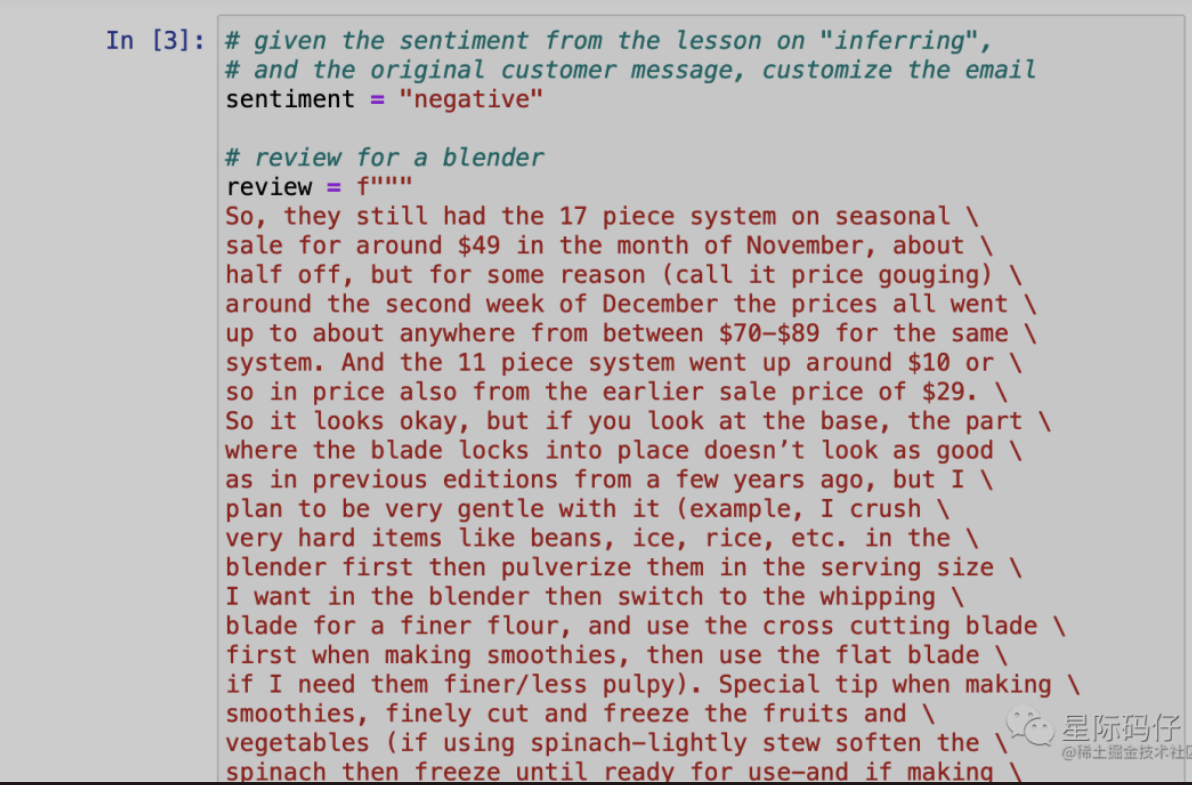 In [3]: # given the sentiment from the lesson on "inferring",
# and the original customer message, customize the email
sentiment = "negative"
# review for a blender
review = f"""
So, they still had the 17 piece system on seasonal \
sale for around $49 in the month of November, about \
half off, but for some reason (call it price gouging) \
around the second week of December the prices all went \
up to about anywhere from between $70-$89 for the same \
system. And the 11 piece system went up around $10 or \
so in price also from the earlier sale price of $29. \
So it looks okay, but if you look at the base, the part \
where the blade locks into place doesn’t look as good \
as in previous editions from a few years ago, but I \
plan to be very gentle with it (example, I crush \
very hard items like beans, ice, rice, etc. in the \
blender first then pulverize them in the serving size \
I want in the blender then switch to the whipping \
blade for a finer flour, and use the cross cutting blade \
first when making smoothies, then use the flat blade \
if I need them finer/less pulpy). Special tip when making \
smoothies, finely cut and freeze the fruits and \
vegetables (if using spinach-lightly stew soften the \
spinach then freeze until ready for use-and if making \
星际码仔
@稀土掘金技术社区